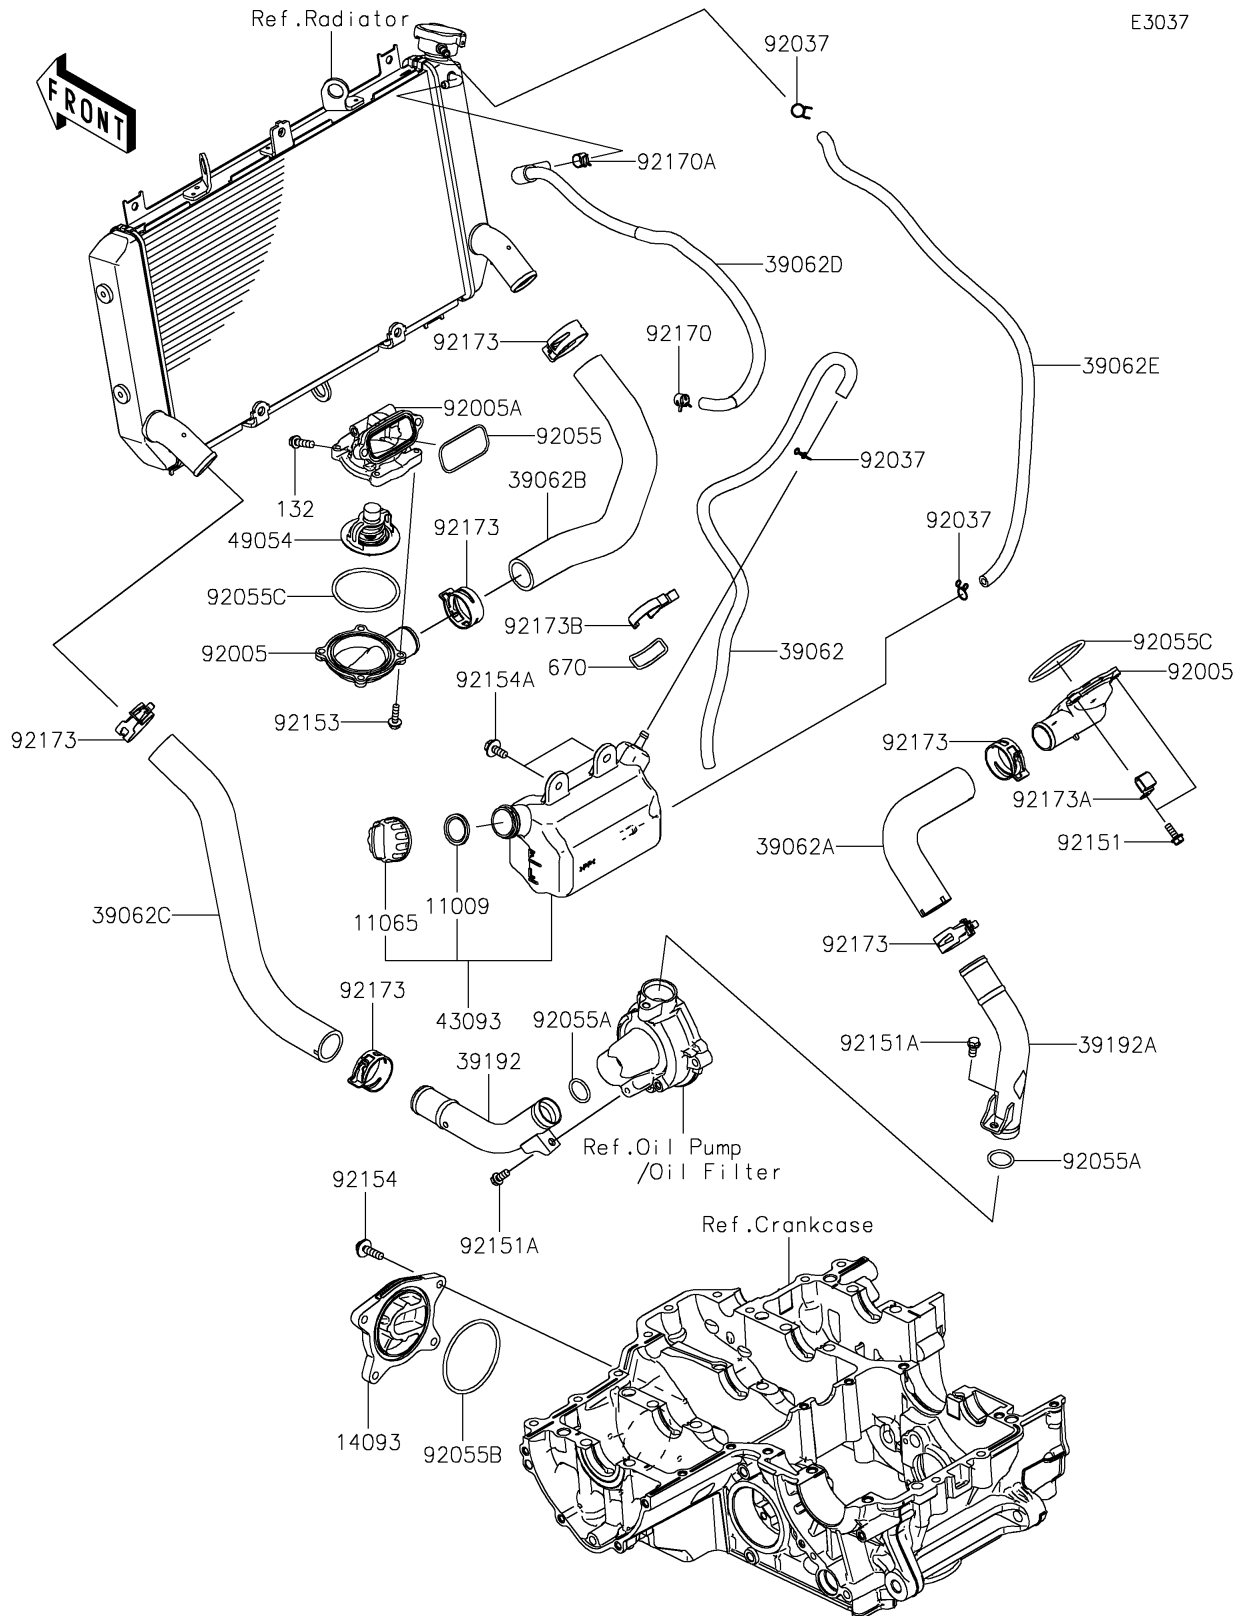 Ref.Radiator
E3037
FRONT
92037
92170A
39062D
92173
92170
39062E
92005A
92055
92037
39062B
132
92173
92037
49054
92055C
92173B
92055C
92005
670
39062
92005
92154A
92153
92173
92173
92173A
92151
39062A
39062C
11065
11009
92173
92173
43093
92055A
39192
92151A
39192A
Ref.Oil Pump
/Oil Filter
92055A
92154
92151A
Ref.Crankcase
14093
92055B